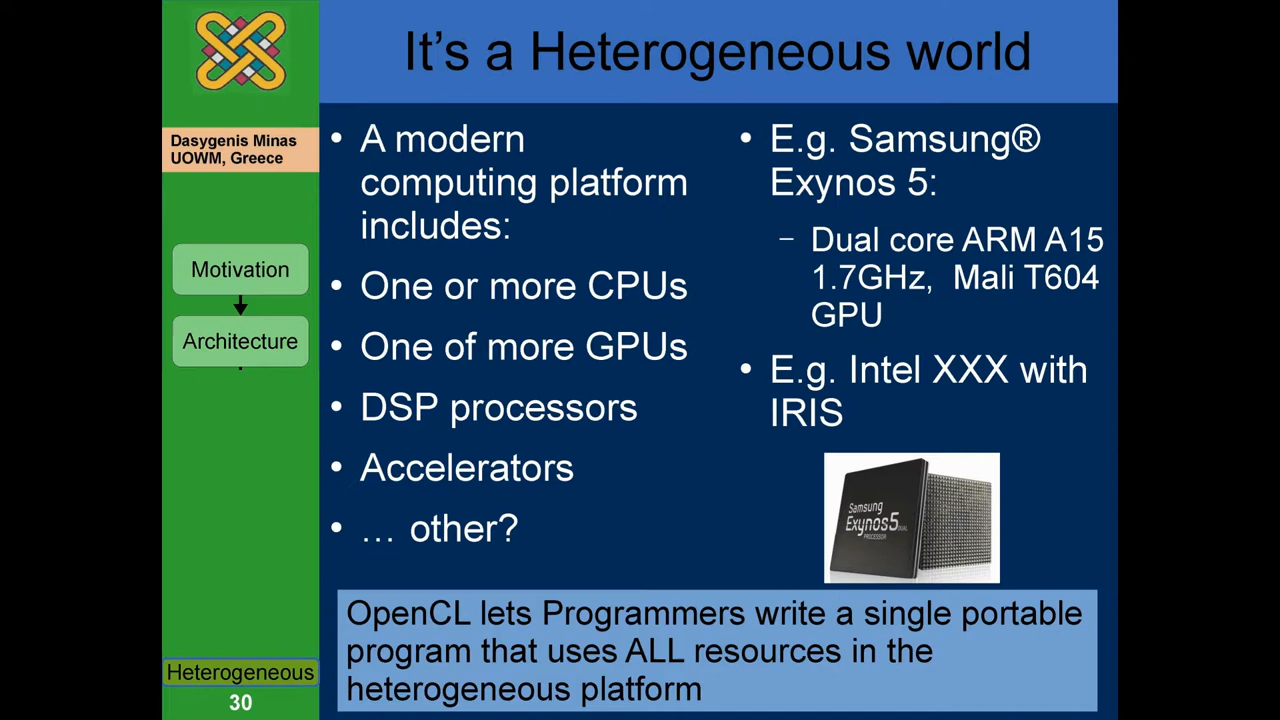 It's a Heterogeneous world
Dasygenis Minas
UOWM, Greece
Motivation
Architecture
Heterogeneous
30
• A modern
computing platform
includes:
• One or more CPUs
• One of more GPUs
• DSP processors
• Accelerators
• … other?
• E.g. Samsung®
Exynos 5:
– Dual core ARM A15
1.7GHz, Mali T604
GPU
• E.g. Intel XXX with
IRIS
Samsung
Exynos5 DUAL
PROCESSOR
OpenCL lets Programmers write a single portable
program that uses ALL resources in the
heterogeneous platform